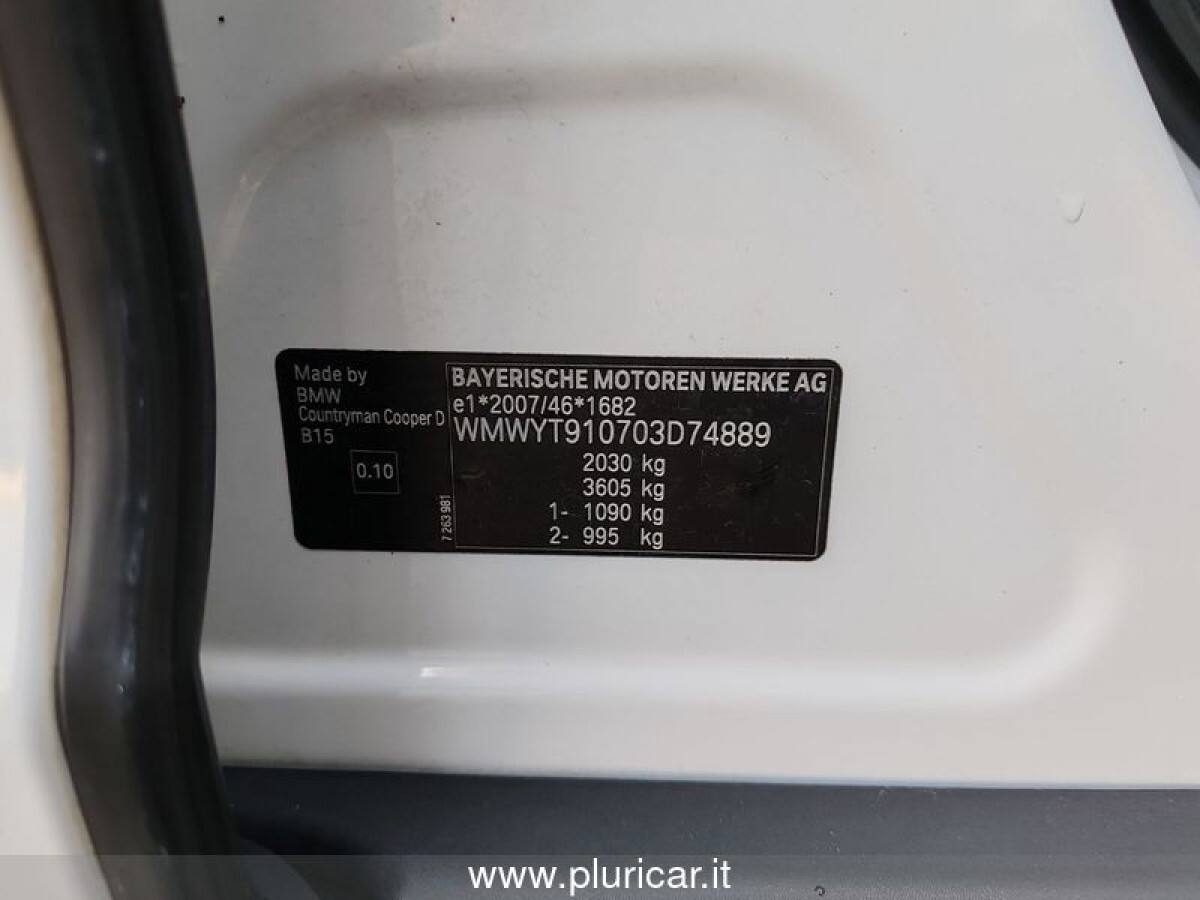 Made by
BMW
Countryman Cooper D
B15
0.10
7 263 981
BAYERISCHE MOTOREN WERKE AG
e1*2007/46*1682
WMWYT910703D74889
2030 kg
3605 kg
1- 1090 kg
2- 995 kg
www.pluricar.it